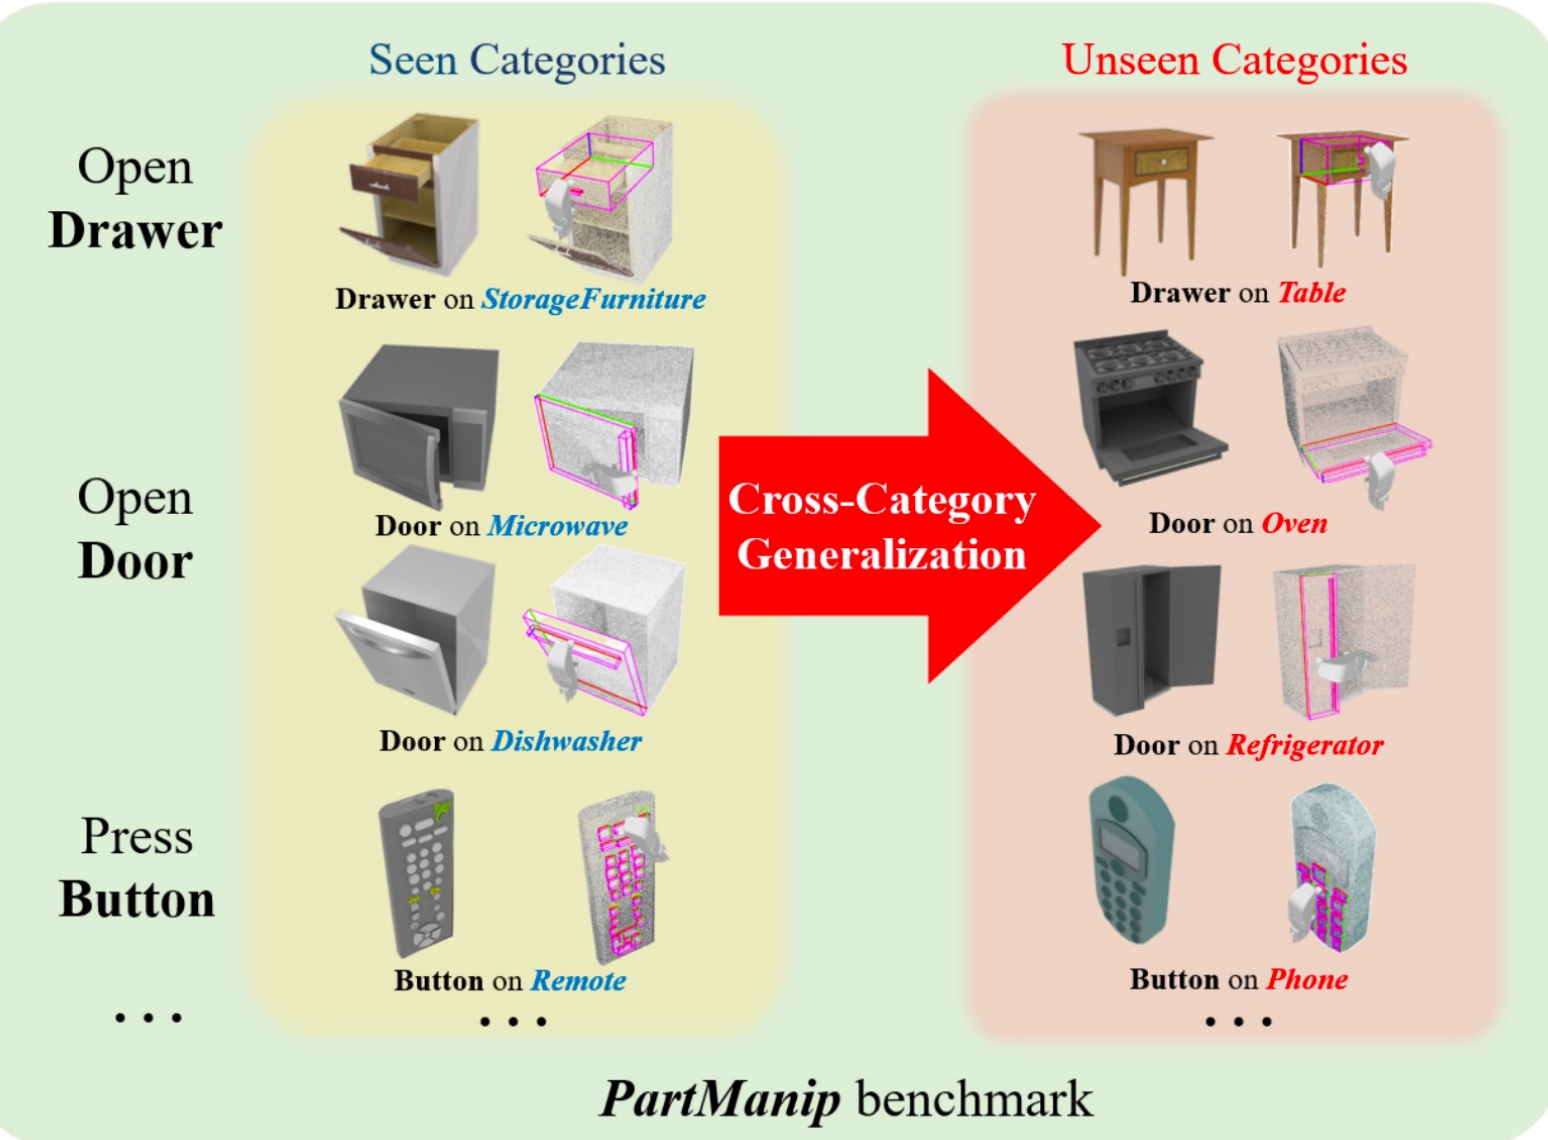 Seen Categories
Unseen Categories
Open
Drawer
Drawer on StorageFurniture
Drawer on Table
Open
Door
Door on Microwave
Door on Dishwasher
Cross-Category
Generalization
Door on Oven
Door on Refrigerator
Press
Button
Button on Remote
Button on Phone
...
...
...
PartManip benchmark